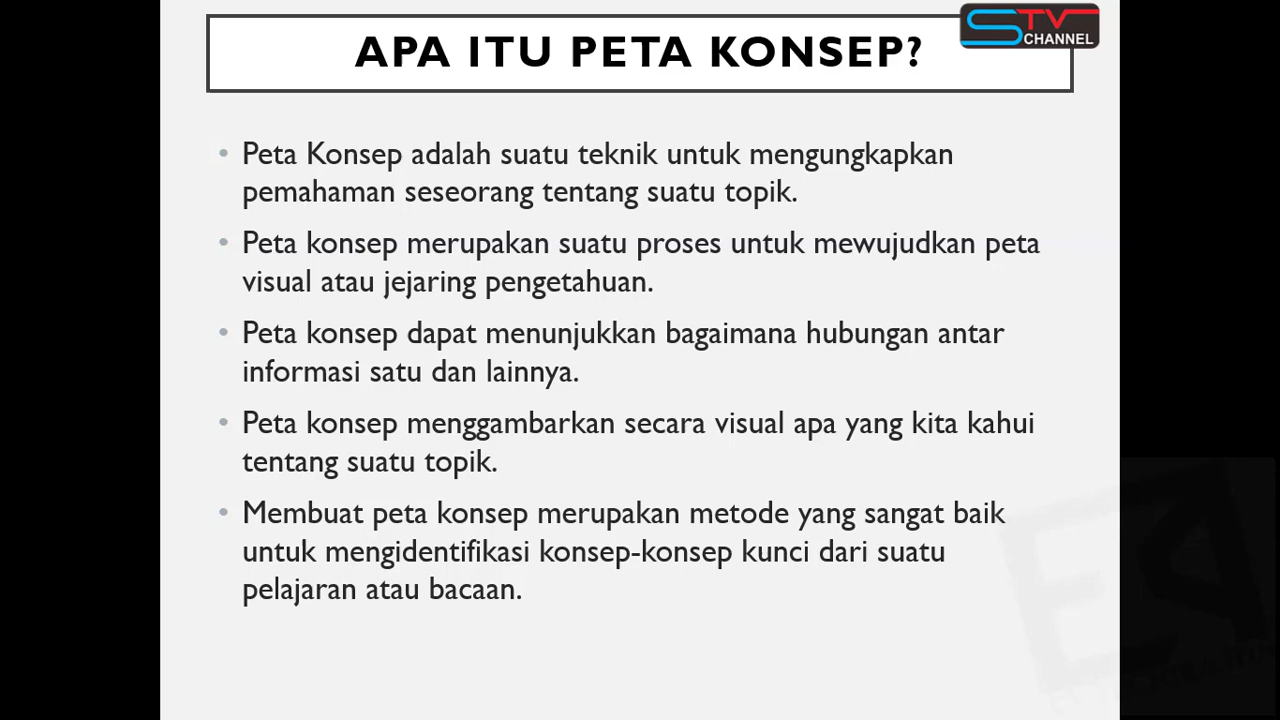 APA ITU PETA KONSEP?
STV
CHANNEL
• Peta Konsep adalah suatu teknik untuk mengungkapkan
pemahaman seseorang tentang suatu topik.
• Peta konsep merupakan suatu proses untuk mewujudkan peta
visual atau jejaring pengetahuan.
• Peta konsep dapat menunjukkan bagaimana hubungan antar
informasi satu dan lainnya.
• Peta konsep menggambarkan secara visual apa yang kita kahui
tentang suatu topik.
• Membuat peta konsep merupakan metode yang sangat baik
untuk mengidentifikasi konsep-konsep kunci dari suatu
pelajaran atau bacaan.